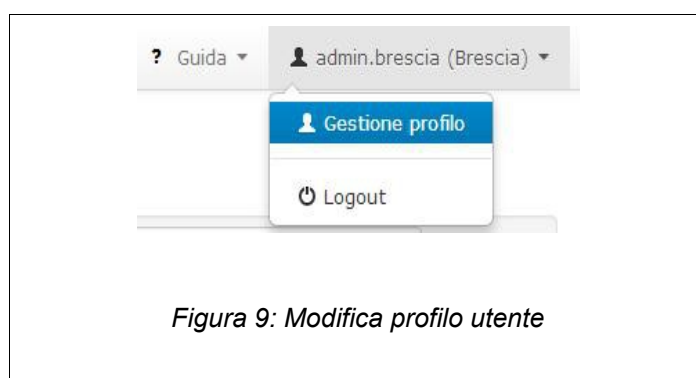 ? Guida admin.brescia (Brescia)
Gestione profilo
Logout
Figura 9: Modifica profilo utente